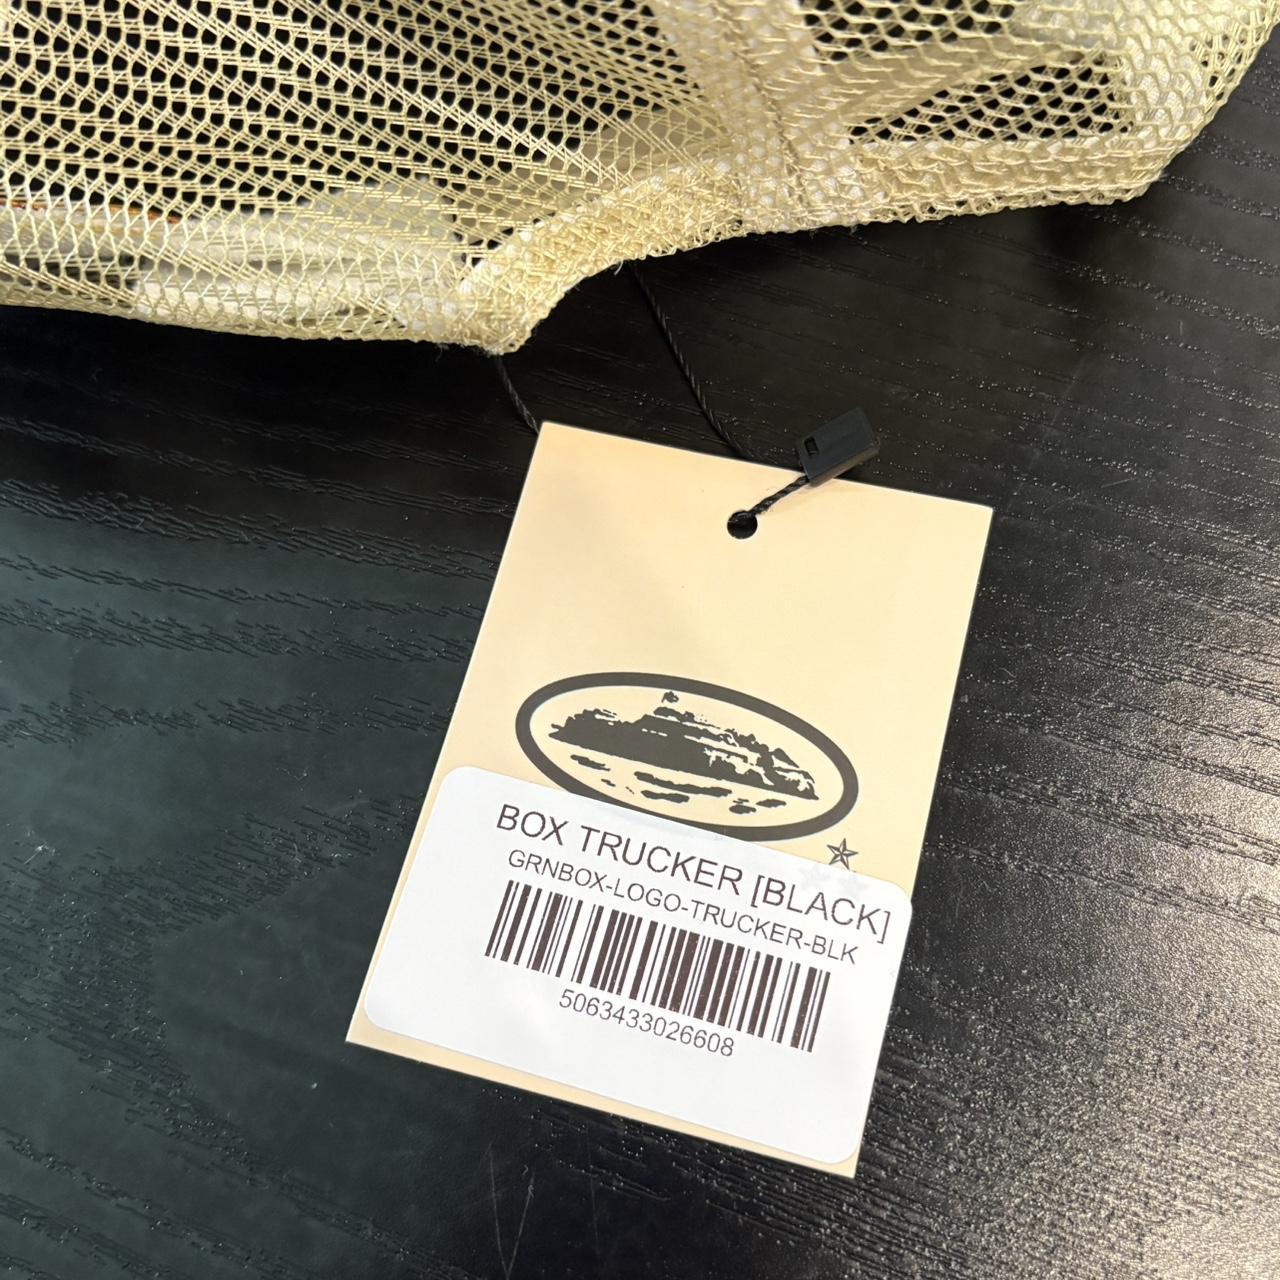 BOX TRUCKER [BLACK]
GRNBOX-LOGO-TRUCKER-BLK
5063433026608